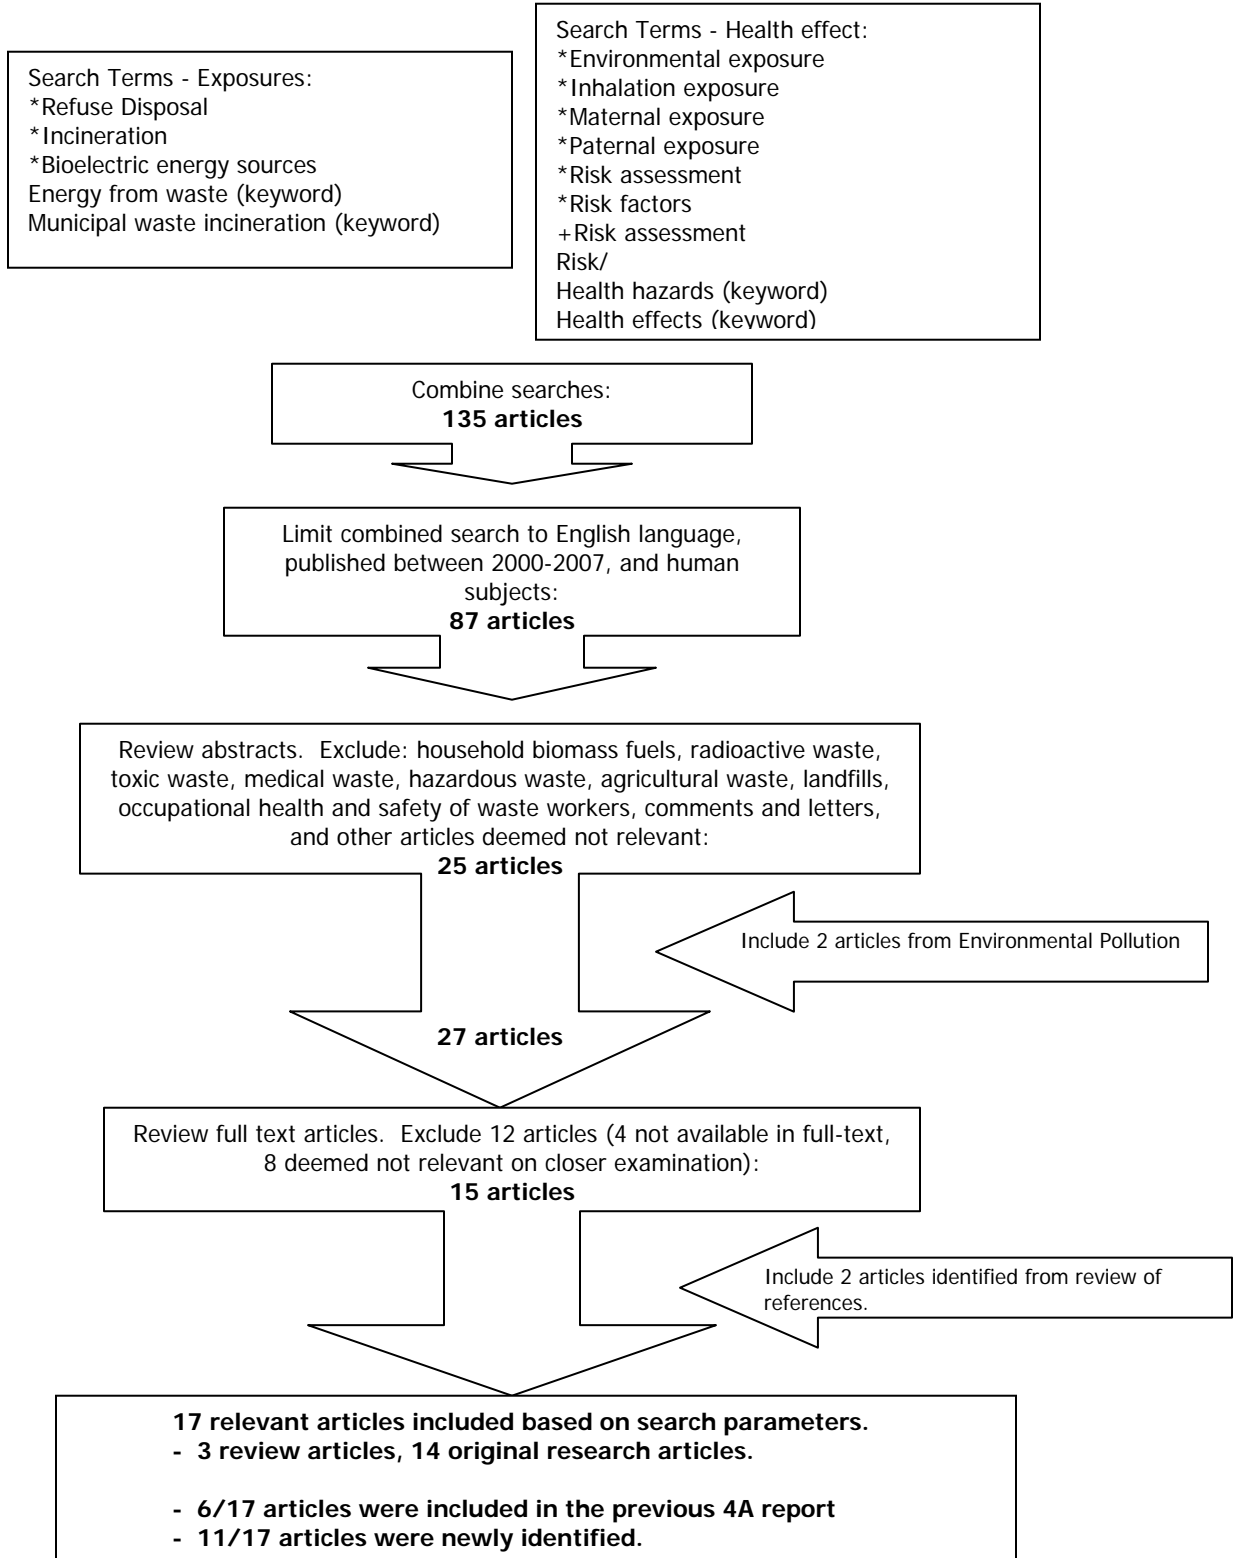 Search Terms - Exposures:
*Refuse Disposal
*Incineration
*Bioelectric energy sources
Energy from waste (keyword)
Municipal waste incineration (keyword)
Search Terms - Health effect:
*Environmental exposure
*Inhalation exposure
*Maternal exposure
*Paternal exposure
*Risk assessment
*Risk factors
+Risk assessment
Risk/
Health hazards (keyword)
Health effects (keyword)
Combine searches:
135 articles
Limit combined search to English language,
published between 2000-2007, and human
subjects:
87 articles
Review abstracts.  Exclude: household biomass fuels, radioactive waste,
toxic waste, medical waste, hazardous waste, agricultural waste, landfills,
occupational health and safety of waste workers, comments and letters,
and other articles deemed not relevant:
25 articles
Include 2 articles from Environmental Pollution
27 articles
Review full text articles.  Exclude 12 articles (4 not available in full-text,
8 deemed not relevant on closer examination):
15 articles
Include 2 articles identified from review of
references.
17 relevant articles included based on search parameters.
-  3 review articles, 14 original research articles.
-  6/17 articles were included in the previous 4A report
-  11/17 articles were newly identified.